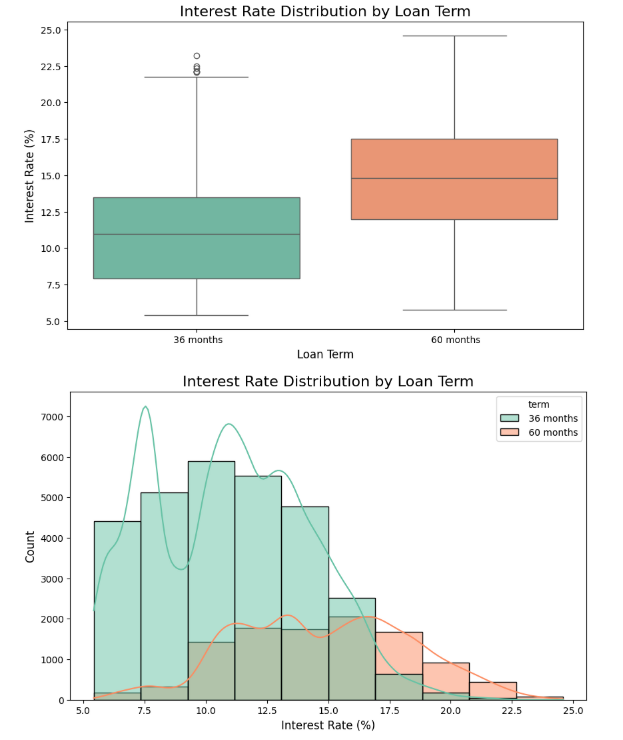 Interest Rate Distribution by Loan Term
25.0
22.5
20.0
17.5
15.0
12.5
10.0
7.5
5.0
Interest Rate (%)
36 months
60 months
Loan Term
Interest Rate Distribution by Loan Term
term
36 months
60 months
7000
6000
5000
4000
3000
2000
1000
0
Count
5.0 7.5 10.0 12.5 15.0 17.5 20.0 22.5 25.0
Interest Rate (%)